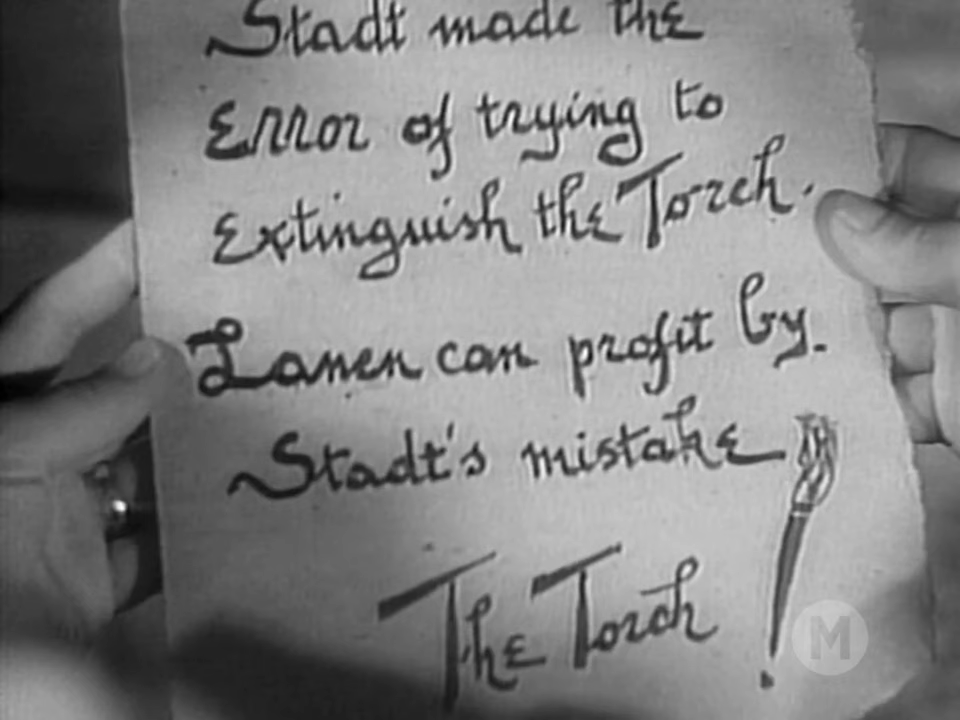 Stadt made the
Error of trying to
Extinguish the Torch.
Lanen can profit by.
Stadt's mistake
The Torch
M